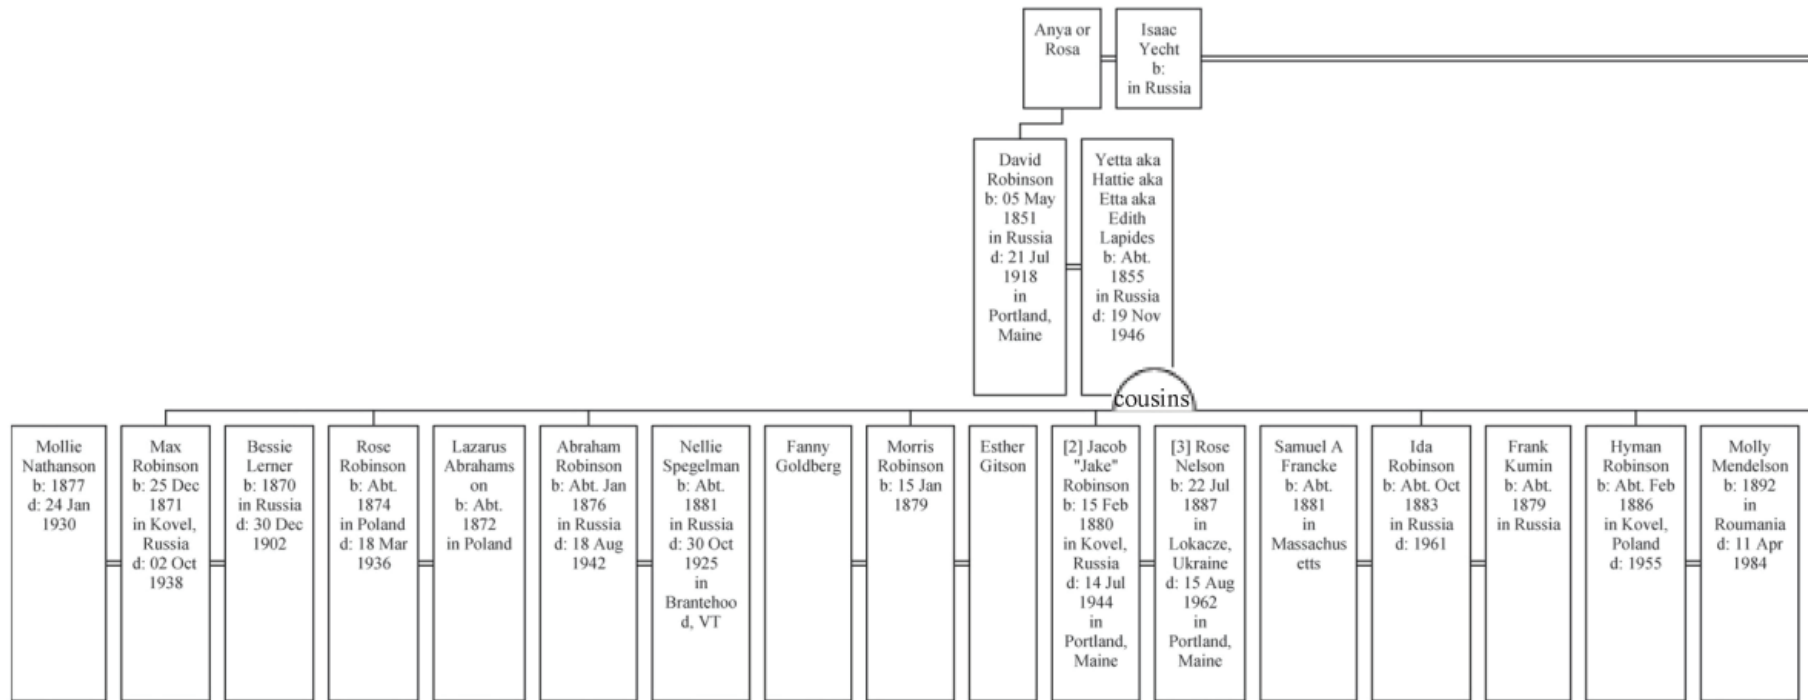 Anya or
Rosa
Isaac
Yecht
b:
in Russia
David
Robinson
b: 05 May
1851
in Russia
d: 21 Jul
1918
in
Portland,
Maine
Yetta aka
Hattie aka
Etta aka
Edith
Lapides
b: Abt.
1855
in Russia
d: 19 Nov
1946
cousins
Mollie
Nathanson
b: 1877
d: 24 Jan
1930
Max
Robinson
b: 25 Dec
1871
in Kovel,
Russia
d: 02 Oct
1938
Bessie
Lerner
b: 1870
in Russia
d: 30 Dec
1902
Rose
Robinson
b: Abt.
1874
in Poland
d: 18 Mar
1936
Lazarus
Abrahams
on
b: Abt.
1872
in Poland
Abraham
Robinson
b: Abt. Jan
1876
in Russia
d: 18 Aug
1942
Nellie
Spegelman
b: Abt.
1881
in Russia
d: 30 Oct
1925
in
Brantehoo
d, VT
Fanny
Goldberg
Morris
Robinson
b: 15 Jan
1879
Esther
Gitson
[2] Jacob
"Jake"
Robinson
b: 15 Feb
1880
in Kovel,
Russia
d: 14 Jul
1944
in
Portland,
Maine
[3] Rose
Nelson
b: 22 Jul
1887
in
Lokacze,
Ukraine
d: 15 Aug
1962
in
Portland,
Maine
Samuel A
Francke
b: Abt.
1881
in
Massachus
etts
Ida
Robinson
b: Abt. Oct
1883
in Russia
d: 1961
Frank
Kumin
b: Abt.
1879
in Russia
Hyman
Robinson
b: Abt. Feb
1886
in Kovel,
Poland
d: 1955
Molly
Mendelson
b: 1892
in
Roumania
d: 11 Apr
1984